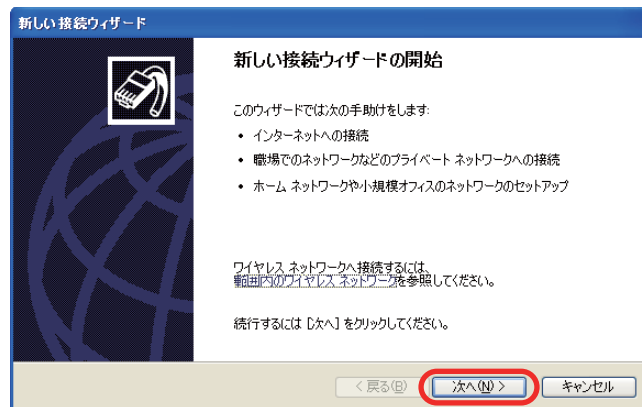 新しい接続ウィザード
新しい接続ウィザードの開始
このウィザードでは次の手助けをします:
• インターネットへの接続
• 職場でのネットワークなどのプライベート ネットワークへの接続
• ホーム ネットワークや小規模オフィスのネットワークのセットアップ
ワイヤレス ネットワークへ接続するには、
範囲内のワイヤレス ネットワークを参照してください。
続行するには [次へ] をクリックしてください。
< 戻る(B) 次へ(N) > キャンセル